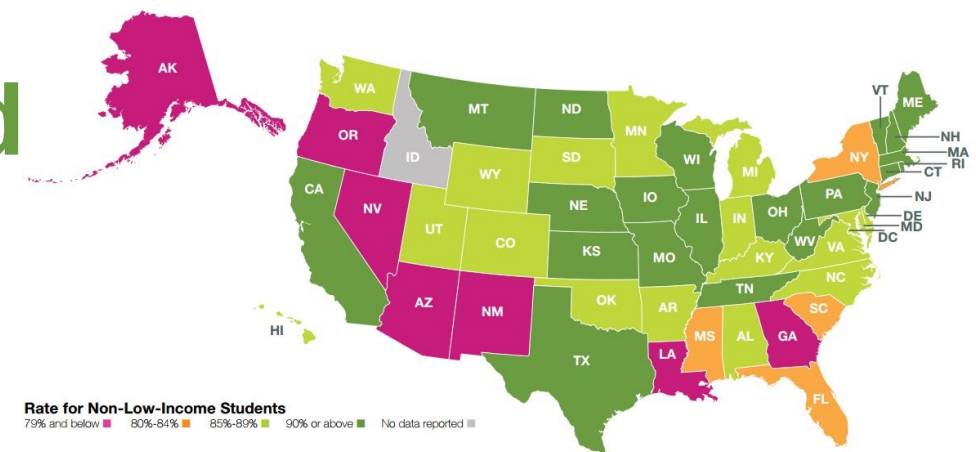 AK
WA
MT
ND
MN
VT
ME
OR
ID
SD
WI
MI
NY
NH
MA
RI
CT
WY
CA
NV
NE
IO
PA
NJ
UT
CO
IL
IN
OH
DE
MD
DC
KS
MO
WV
VA
KY
AZ
NM
OK
AR
TN
NC
SC
HI
TX
LA
MS
AL
GA
FL
Rate for Non-Low-Income Students
79% and below 80%-84% 85%-89% 90% or above No data reported